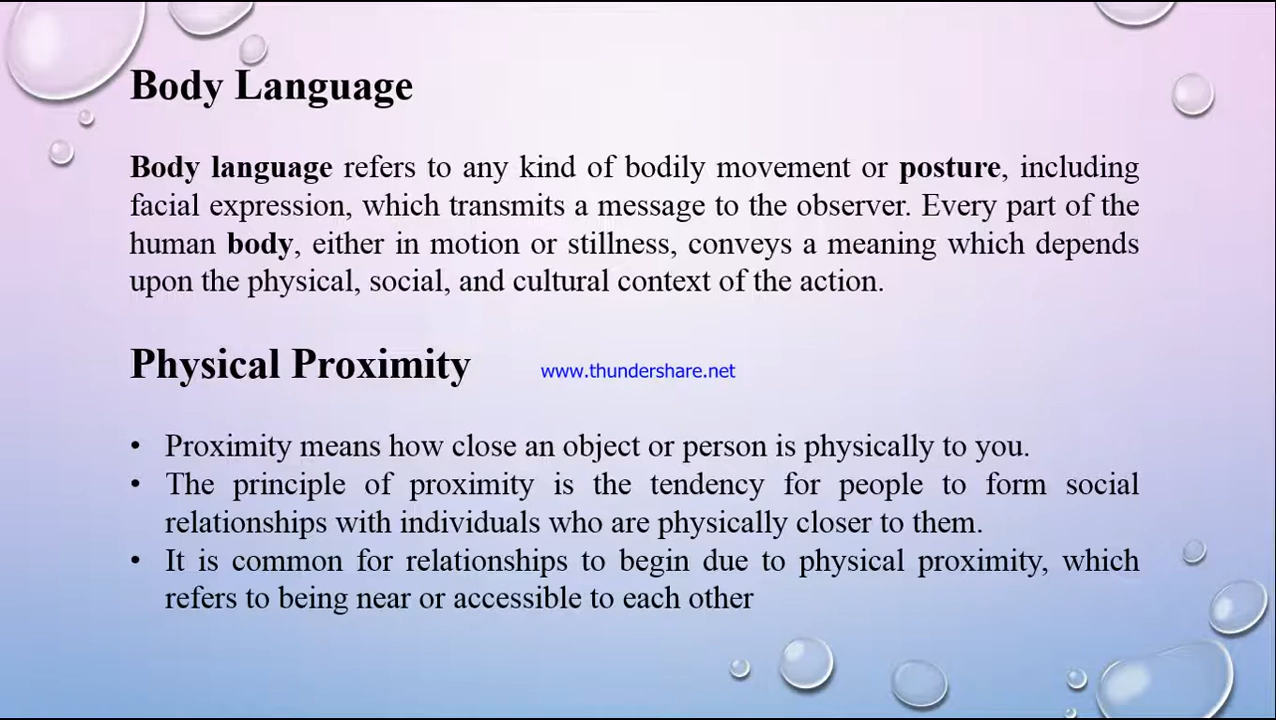 Body Language
Body language refers to any kind of bodily movement or posture, including
facial expression, which transmits a message to the observer. Every part of the
human body, either in motion or stillness, conveys a meaning which depends
upon the physical, social, and cultural context of the action.
Physical Proximity
www.thundershare.net
• Proximity means how close an object or person is physically to you.
• The principle of proximity is the tendency for people to form social
relationships with individuals who are physically closer to them.
• It is common for relationships to begin due to physical proximity, which
refers to being near or accessible to each other